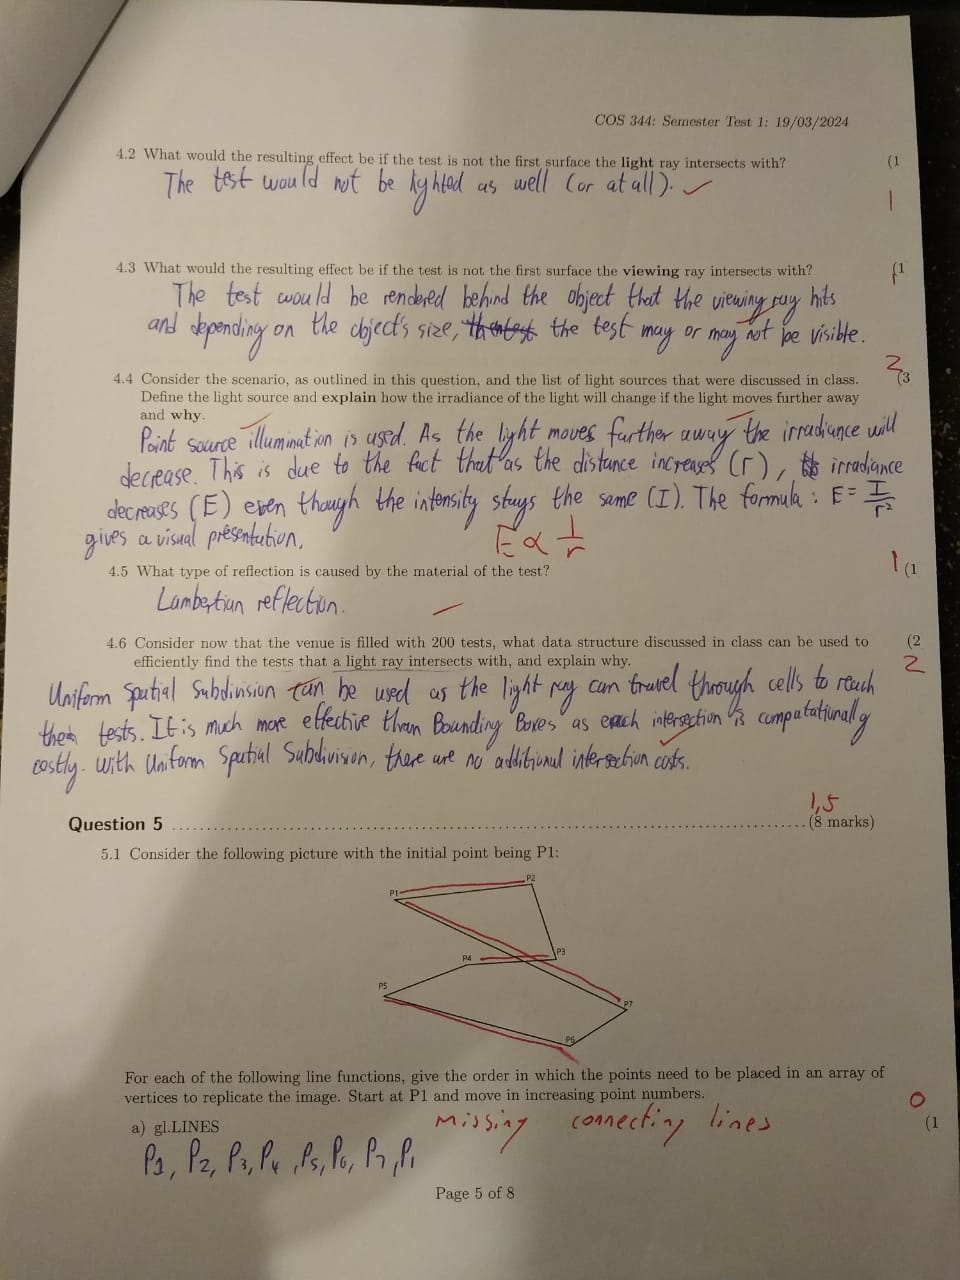 COS 344: Semester Test 1: 19/03/2024
4.2 What would the resulting effect be if the test is not the first surface the light ray intersects with? (1
The test would not be lighted as well (or at all). ✓
1
4.3 What would the resulting effect be if the test is not the first surface the viewing ray intersects with? (1
The test would be rendered behind the object that the viewing ray hits
and depending on the object's size, the test may or may not be visible.
4.4 Consider the scenario, as outlined in this question, and the list of light sources that were discussed in class. (3
Define the light source and explain how the irradiance of the light will change if the light moves further away
and why.
Point source illumination is used. As the light moves further away the irradiance will
decrease. This is due to the fact that as the distance increases (r), irradiance
decreases (E) even though the intensity stays the same (I). The formula: E = I/r²
gives a visual presentation.
E ∝ 1/r
4.5 What type of reflection is caused by the material of the test? 1 (1
Lambertian reflection.
4.6 Consider now that the venue is filled with 200 tests, what data structure discussed in class can be used to (2
efficiently find the tests that a light ray intersects with, and explain why. 2
Uniform Spatial Subdivision can be used as the light ray can travel through cells to reach
the tests. It is much more effective than Bounding Boxes as each intersection is computationally
costly. With Uniform Spatial Subdivision, there are no additional intersection costs.
1,5
Question 5 (8 marks)
5.1 Consider the following picture with the initial point being P1:
P1 P2
P3
P4
P5
P7
P6
For each of the following line functions, give the order in which the points need to be placed in an array of
vertices to replicate the image. Start at P1 and move in increasing point numbers. 0
a) gl.LINES missing connecting lines (1
P1, P2, P3, P4, P5, P6, P7, P1
Page 5 of 8